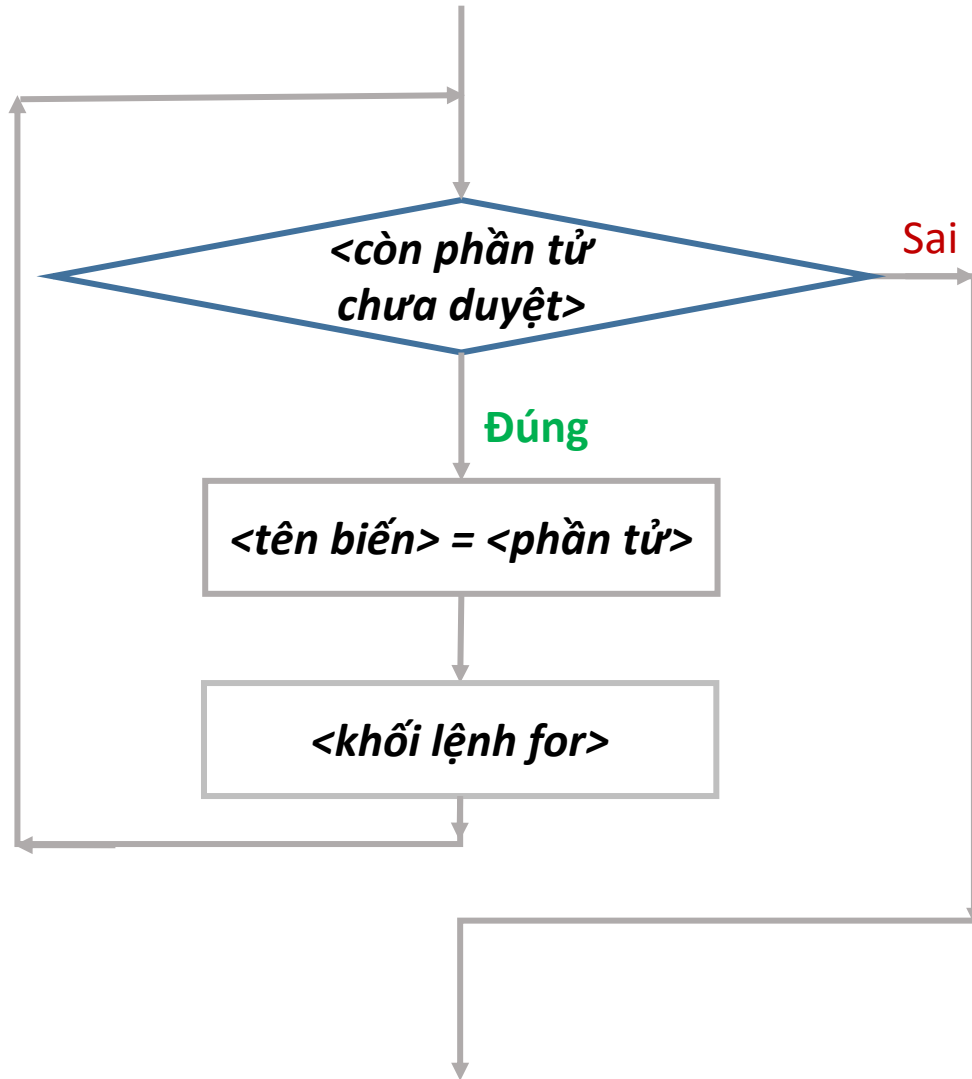 <còn phần tử
chưa duyệt>
Sai
Đúng
<tên biến> = <phần tử>
<khối lệnh for>